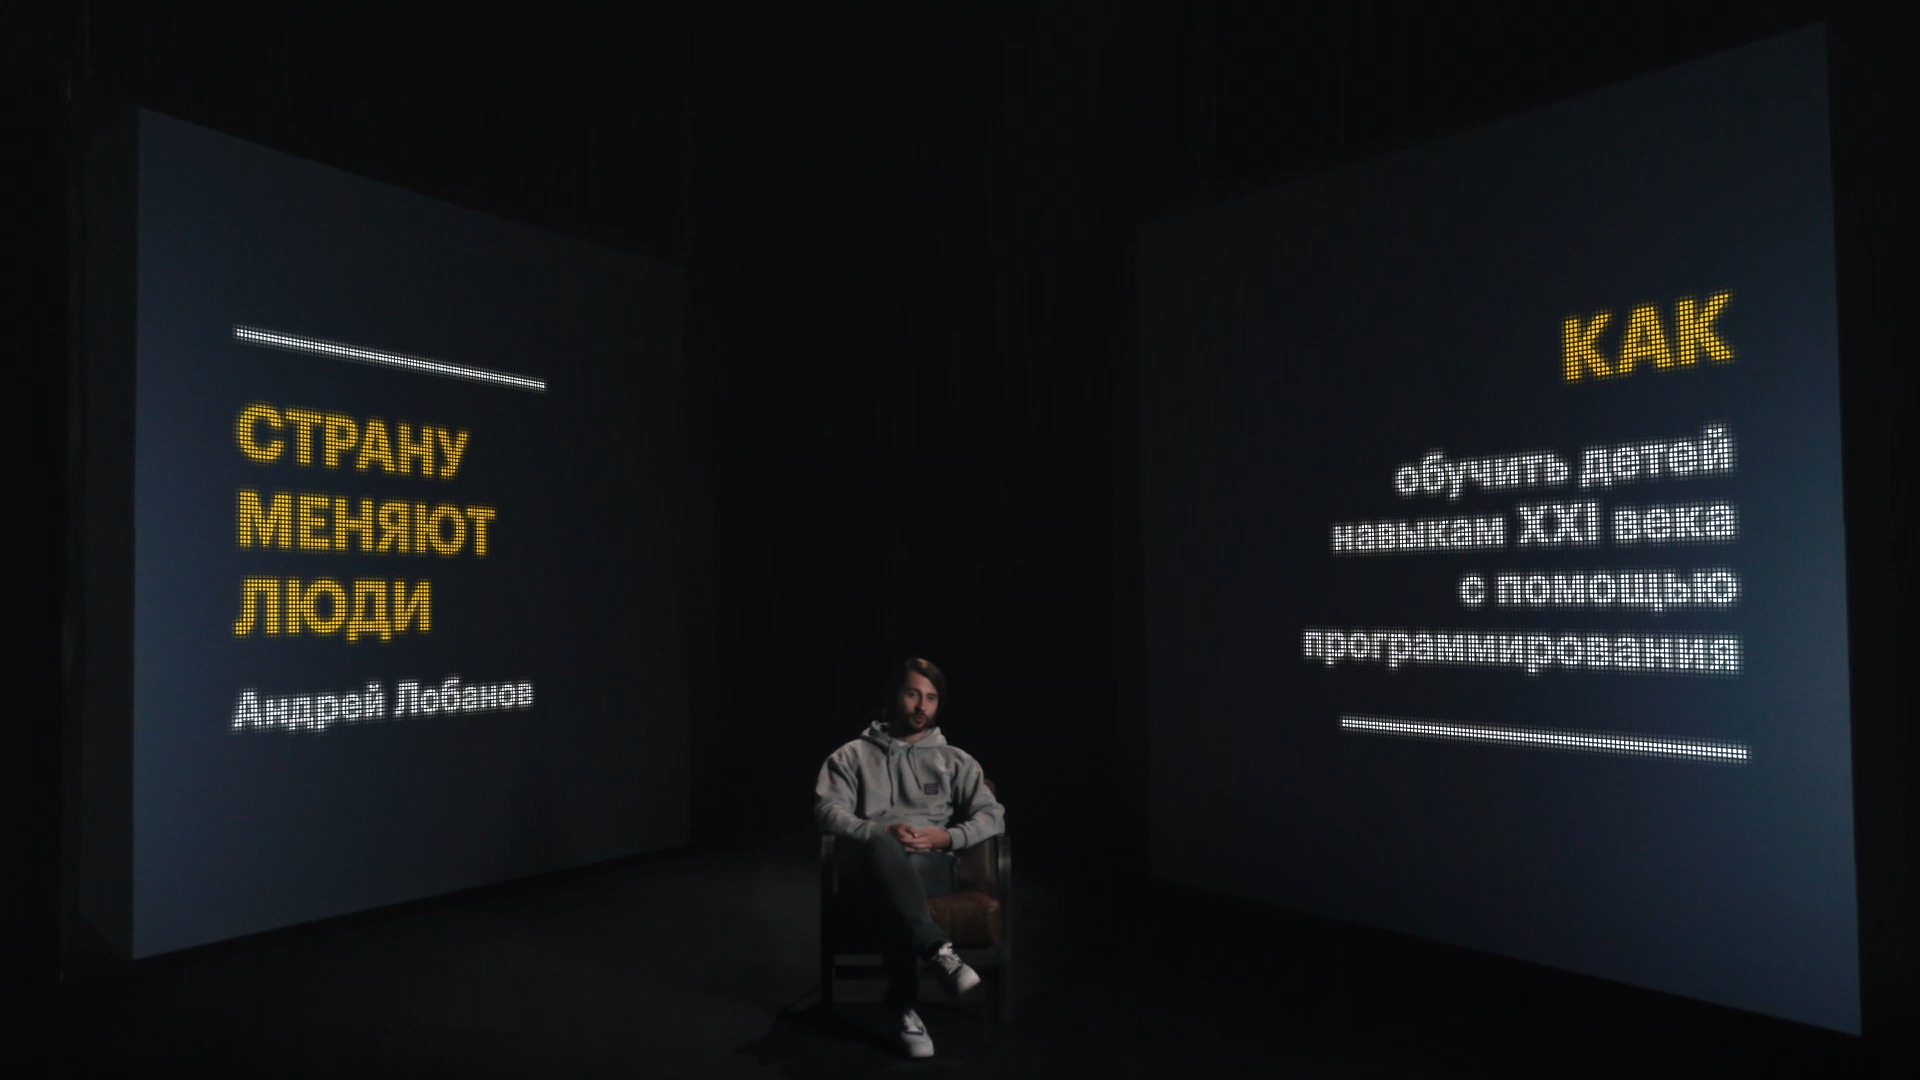 СТРАНУ
МЕНЯЮТ
ЛЮДИ
Андрей Лобанов
КАК
обучить детей
навыкам XXI века
с помощью
программирования